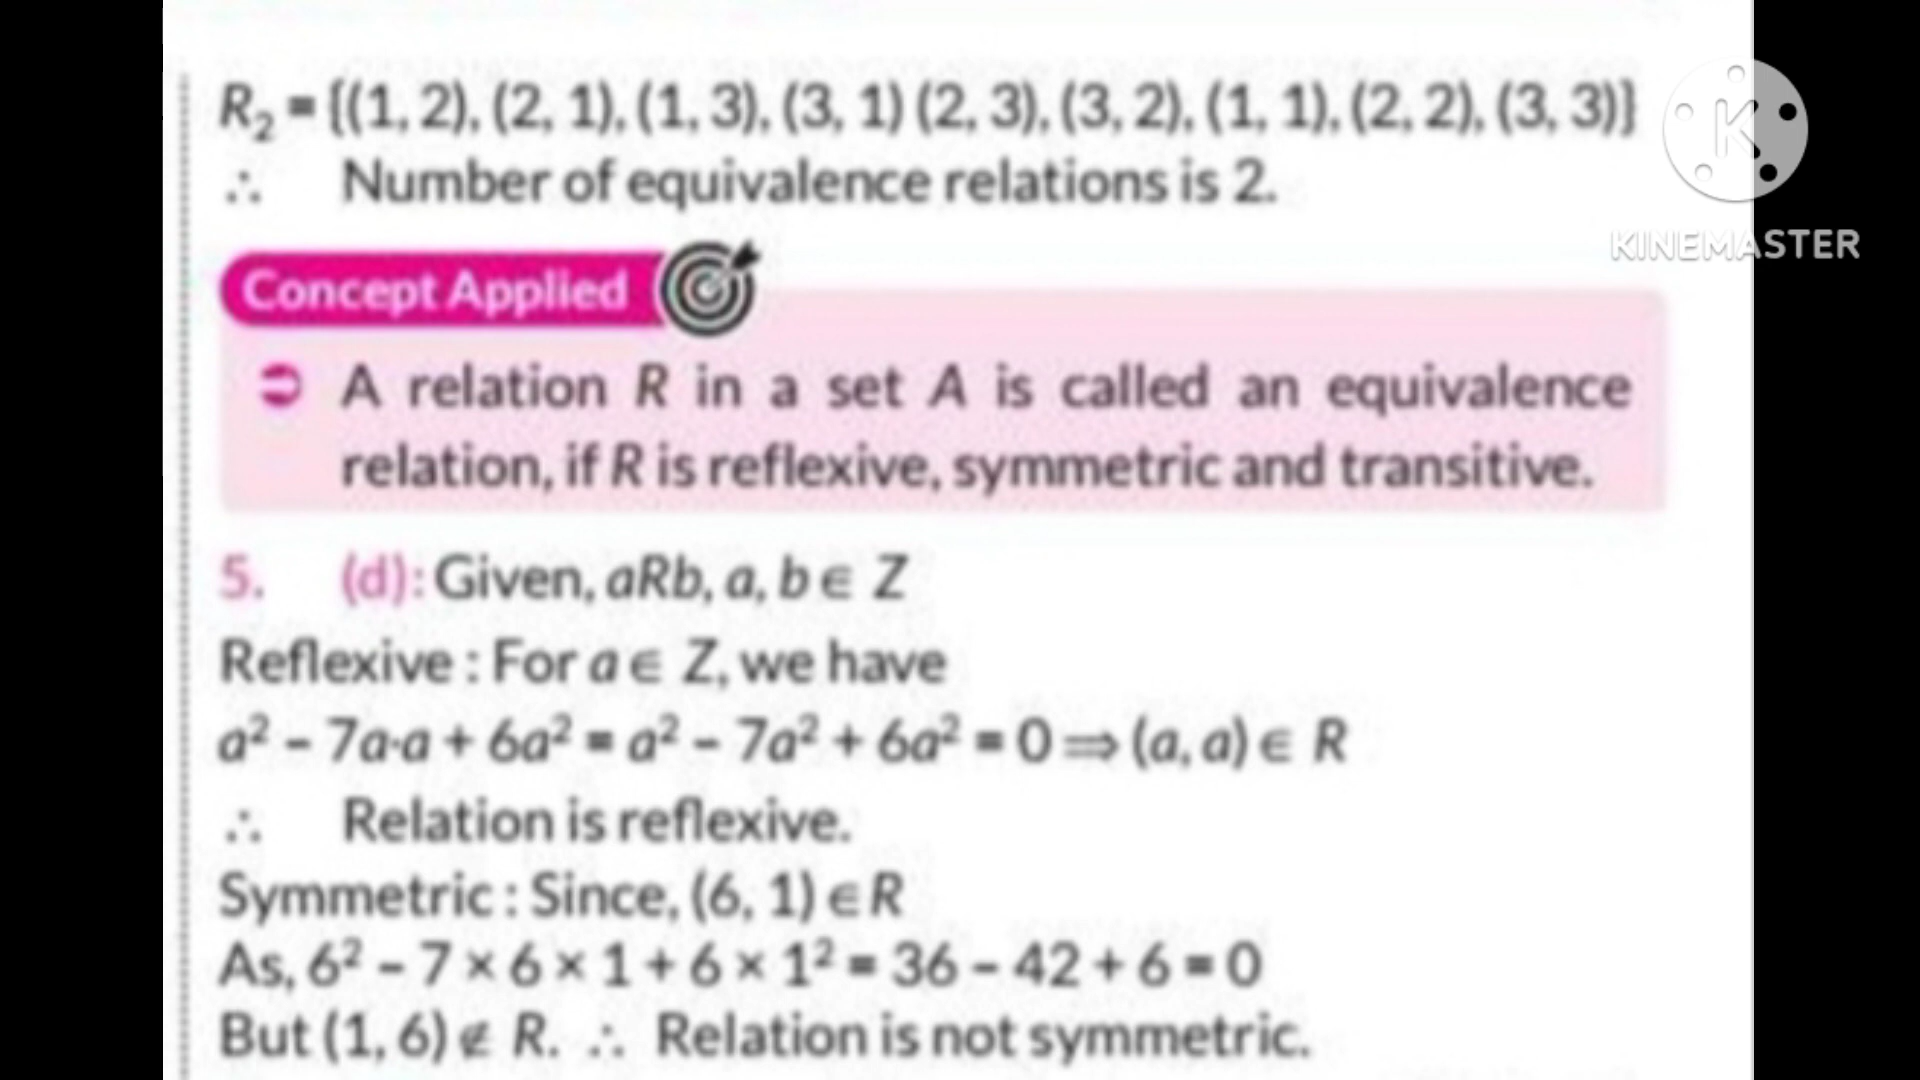 R₂ = {(1, 2), (2, 1), (1, 3), (3, 1) (2, 3), (3, 2), (1, 1), (2, 2), (3, 3)}
∴ Number of equivalence relations is 2.
KINEMASTER
Concept Applied
⊃ A relation R in a set A is called an equivalence
relation, if R is reflexive, symmetric and transitive.
5. (d): Given, aRb, a, b ∈ Z
Reflexive : For a ∈ Z, we have
a² – 7a·a + 6a² = a² – 7a² + 6a² = 0 ⇒ (a, a) ∈ R
∴ Relation is reflexive.
Symmetric : Since, (6, 1) ∈ R
As, 6² – 7 × 6 × 1 + 6 × 1² = 36 – 42 + 6 = 0
But (1, 6) ∉ R. ∴ Relation is not symmetric.